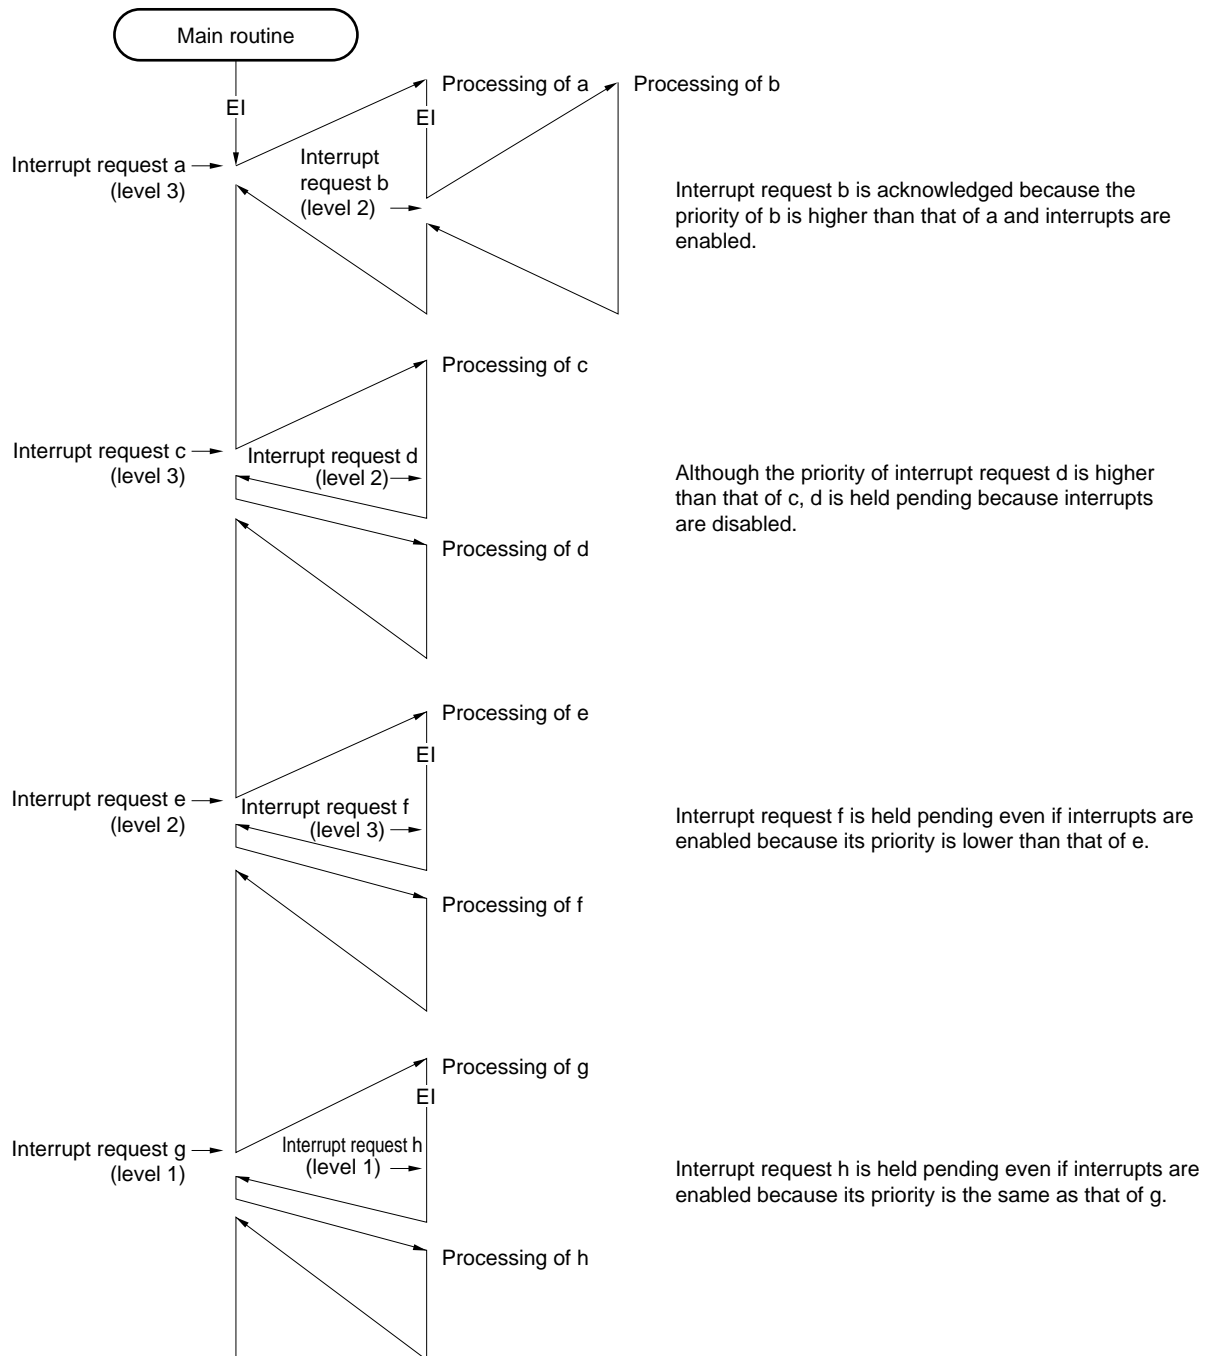 Main routine
EI
Processing of a
Processing of b
EI
Interrupt request a
(level 3)
Interrupt
request b
(level 2)
Interrupt request b is acknowledged because the
priority of b is higher than that of a and interrupts are
enabled.
Processing of c
Interrupt request c
(level 3)
Interrupt request d
(level 2)
Although the priority of interrupt request d is higher
than that of c, d is held pending because interrupts
are disabled.
Processing of d
Processing of e
EI
Interrupt request e
(level 2)
Interrupt request f
(level 3)
Interrupt request f is held pending even if interrupts are
enabled because its priority is lower than that of e.
Processing of f
Processing of g
EI
Interrupt request g
(level 1)
Interrupt request h
(level 1)
Interrupt request h is held pending even if interrupts are
enabled because its priority is the same as that of g.
Processing of h